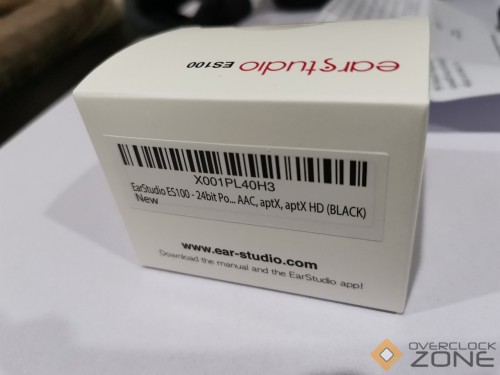 earstudio ES100
X001PL40H3
EarStudio ES100 - 24bit Po... AAC, aptX, aptX HD (BLACK)
New
www.ear-studio.com
Download the manual and the EarStudio app!
OVERCLOCK
ZONE